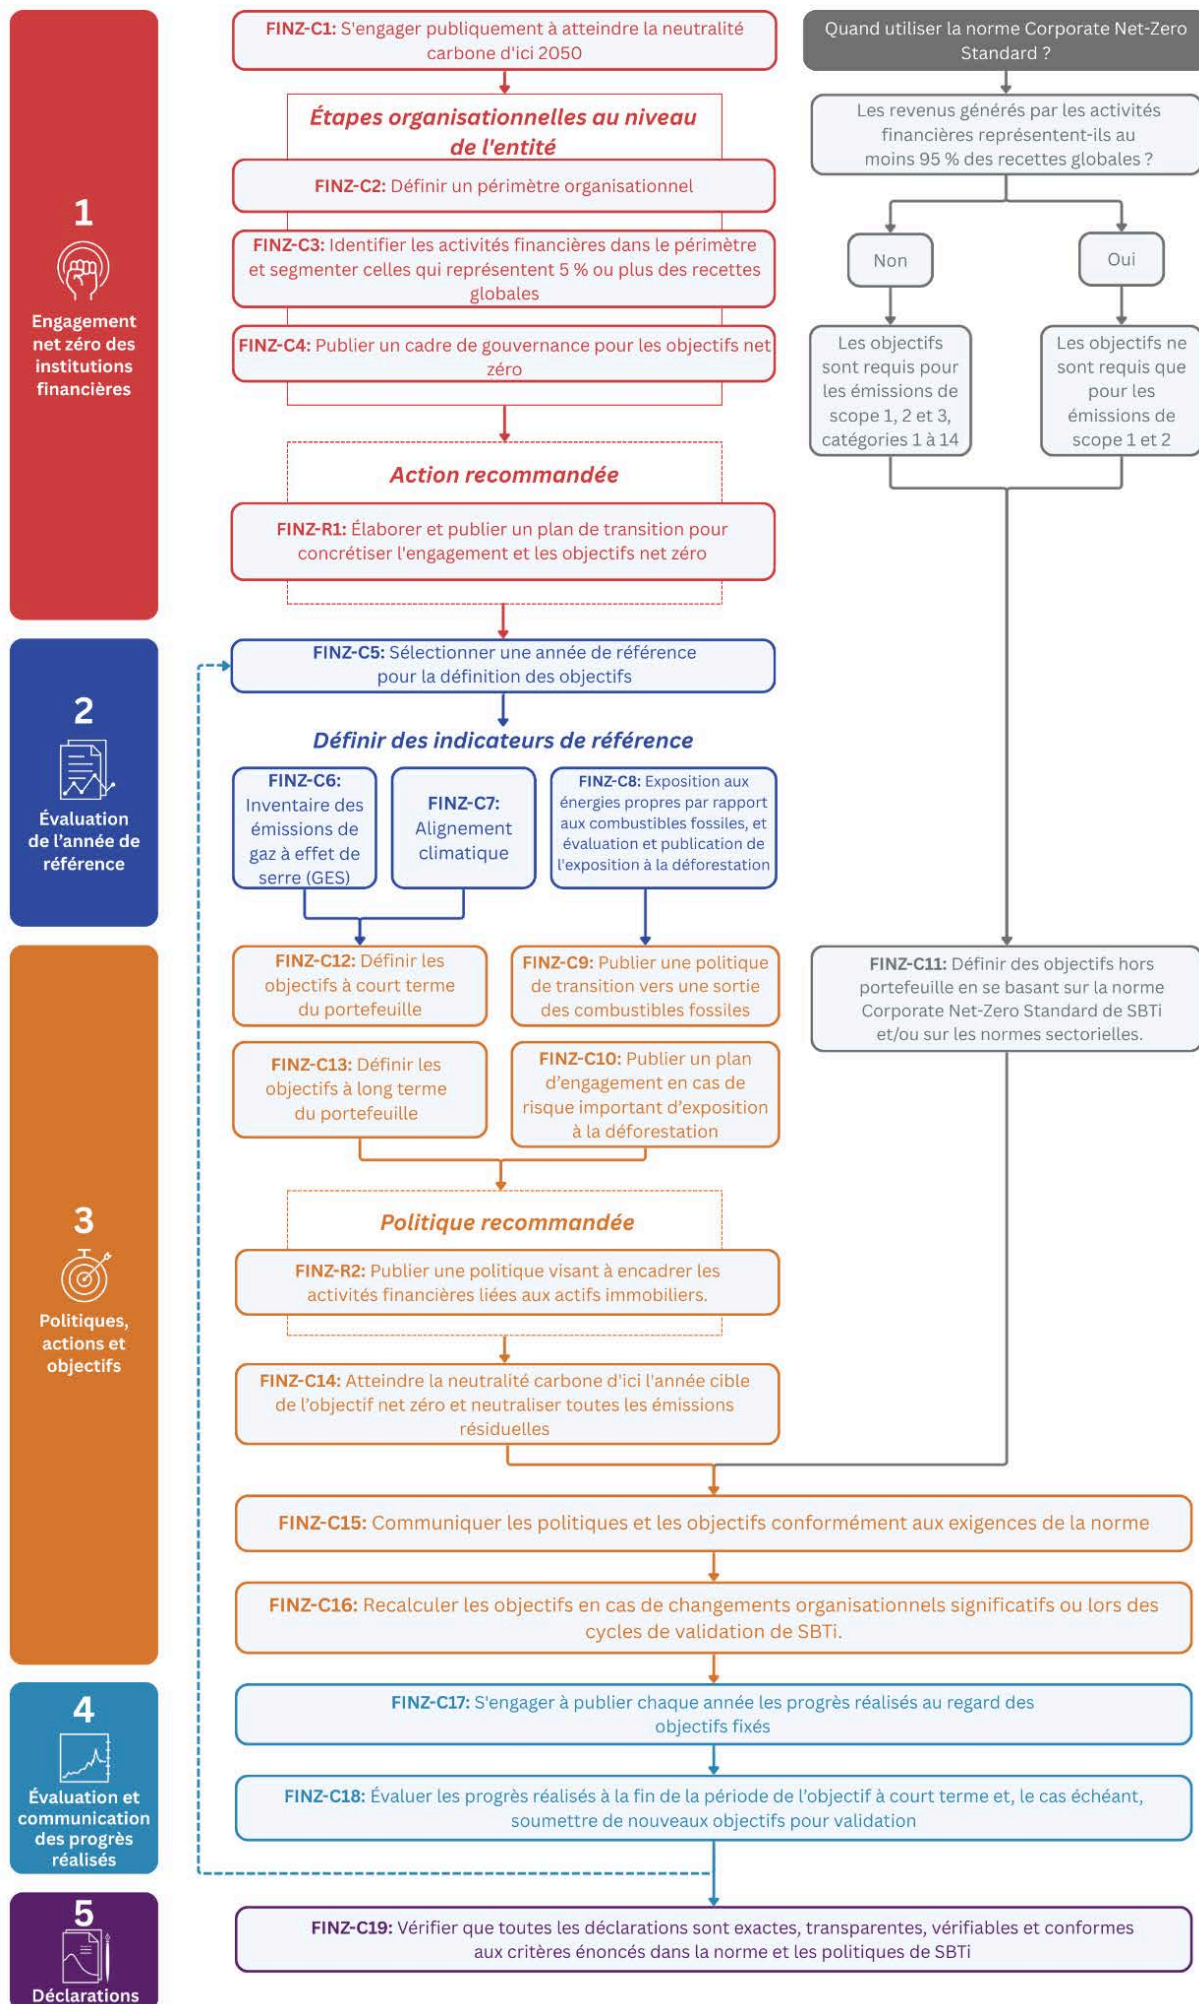 1
Engagement
net zéro des
institutions
financières
FINZ-C1: S'engager publiquement à atteindre la neutralité
carbone d'ici 2050
Étapes organisationnelles au niveau
de l'entité
FINZ-C2: Définir un périmètre organisationnel
FINZ-C3: Identifier les activités financières dans le périmètre
et segmenter celles qui représentent 5 % ou plus des recettes
globales
FINZ-C4: Publier un cadre de gouvernance pour les objectifs net
zéro
Action recommandée
FINZ-R1: Élaborer et publier un plan de transition pour
concrétiser l'engagement et les objectifs net zéro
Quand utiliser la norme Corporate Net-Zero
Standard ?
Les revenus générés par les activités
financières représentent-ils au
moins 95 % des recettes globales ?
Non
Oui
Les objectifs
sont requis pour
les émissions de
scope 1, 2 et 3,
catégories 1 à 14
Les objectifs ne
sont requis que
pour les
émissions de
scope 1 et 2
2
Évaluation
de l’année de
référence
FINZ-C5: Sélectionner une année de référence
pour la définition des objectifs
Définir des indicateurs de référence
FINZ-C6:
Inventaire des
émissions de
gaz à effet de
serre (GES)
FINZ-C7:
Alignement
climatique
FINZ-C8: Exposition aux
énergies propres par rapport
aux combustibles fossiles, et
évaluation et publication de
l'exposition à la déforestation
3
Politiques,
actions et
objectifs
FINZ-C12: Définir les
objectifs à court terme
du portefeuille
FINZ-C9: Publier une politique
de transition vers une sortie
des combustibles fossiles
FINZ-C11: Définir des objectifs hors
portefeuille en se basant sur la norme
Corporate Net-Zero Standard de SBTi
et/ou sur les normes sectorielles.
FINZ-C13: Définir les
objectifs à long terme
du portefeuille
FINZ-C10: Publier un plan
d’engagement en cas de
risque important d’exposition
à la déforestation
Politique recommandée
FINZ-R2: Publier une politique visant à encadrer les
activités financières liées aux actifs immobiliers.
FINZ-C14: Atteindre la neutralité carbone d'ici l'année cible
de l’objectif net zéro et neutraliser toutes les émissions
résiduelles
FINZ-C15: Communiquer les politiques et les objectifs conformément aux exigences de la norme
FINZ-C16: Recalculer les objectifs en cas de changements organisationnels significatifs ou lors des
cycles de validation de SBTi.
4
Évaluation et
communication
des progrès
réalisés
FINZ-C17: S'engager à publier chaque année les progrès réalisés au regard des
objectifs fixés
FINZ-C18: Évaluer les progrès réalisés à la fin de la période de l’objectif à court terme et, le cas échéant,
soumettre de nouveaux objectifs pour validation
5
Déclarations
FINZ-C19: Vérifier que toutes les déclarations sont exactes, transparentes, vérifiables et conformes
aux critères énoncés dans la norme et les politiques de SBTi